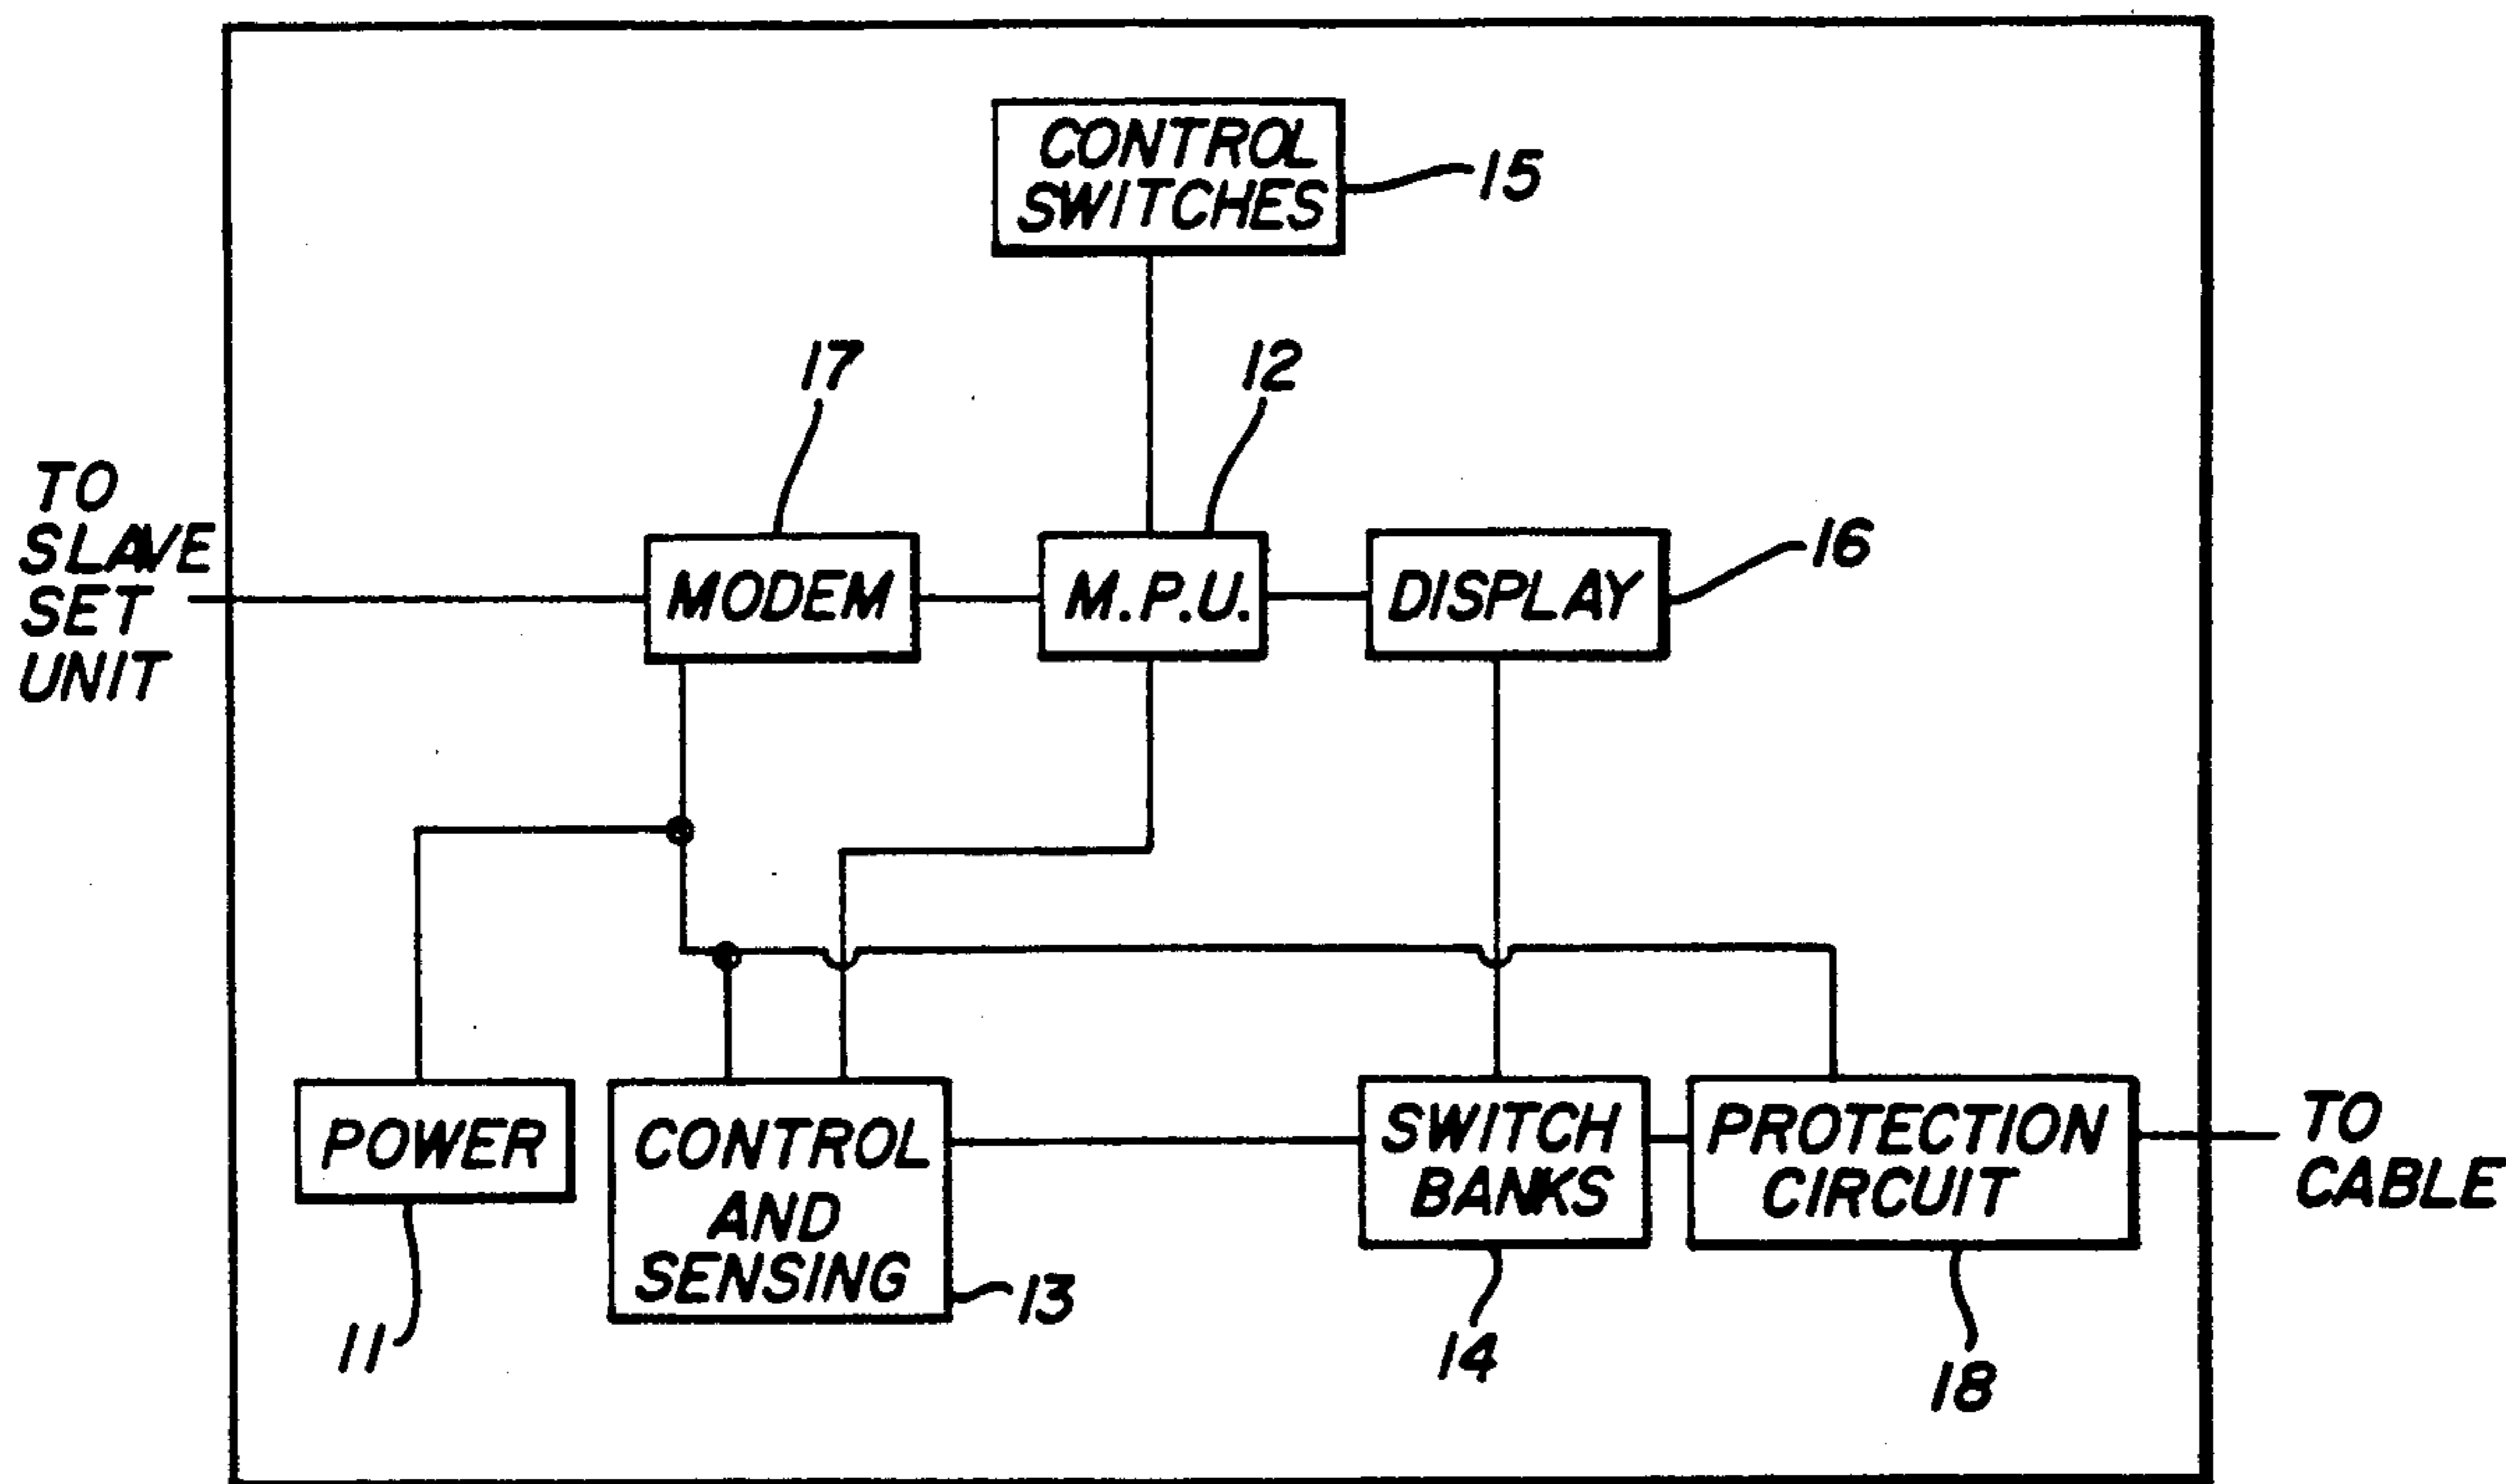 CONTROL
SWITCHES
15
17
12
TO
SLAVE
SET
UNIT
MODEM
M.P.U.
DISPLAY
16
POWER
11
CONTROL
AND
SENSING
13
SWITCH
BANKS
14
PROTECTION
CIRCUIT
18
TO
CABLE